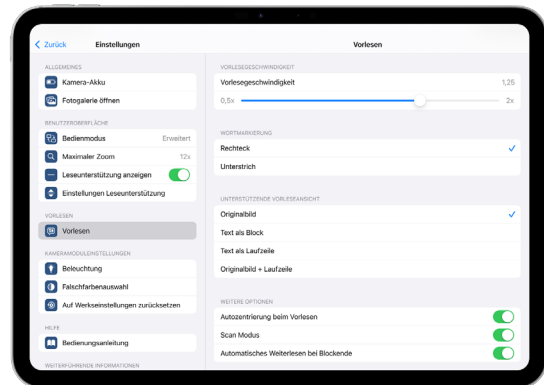 Zurück
Einstellungen
Vorlesen
ALLGEMEINES
Kamera-Akku
Fotogalerie öffnen
BENUTZEROBERFLÄCHE
Bedienmodus Erweitert
Maximaler Zoom 12x
Leseunterstützung anzeigen
Einstellungen Leseunterstützung
VORLESEN
Vorlesen
KAMERAMODULEINSTELLUNGEN
Beleuchtung
Falschfarbenauswahl
Auf Werkseinstellungen zurücksetzen
HILFE
Bedienungsanleitung
WEITERFÜHRENDE INFORMATIONEN
VORLESEGESCHWINDIGKEIT
Vorlesegeschwindigkeit 1,26
0,5x 2x
WORTMARKIERUNG
Rechteck
Unterstrich
UNTERSTÜTZENDE VORLESEANSICHT
Originalbild
Text als Block
Text als Laufzeile
Originalbild + Laufzeile
WEITERE OPTIONEN
Autozentrierung beim Vorlesen
Scan Modus
Automatisches Weiterlesen bei Blockende